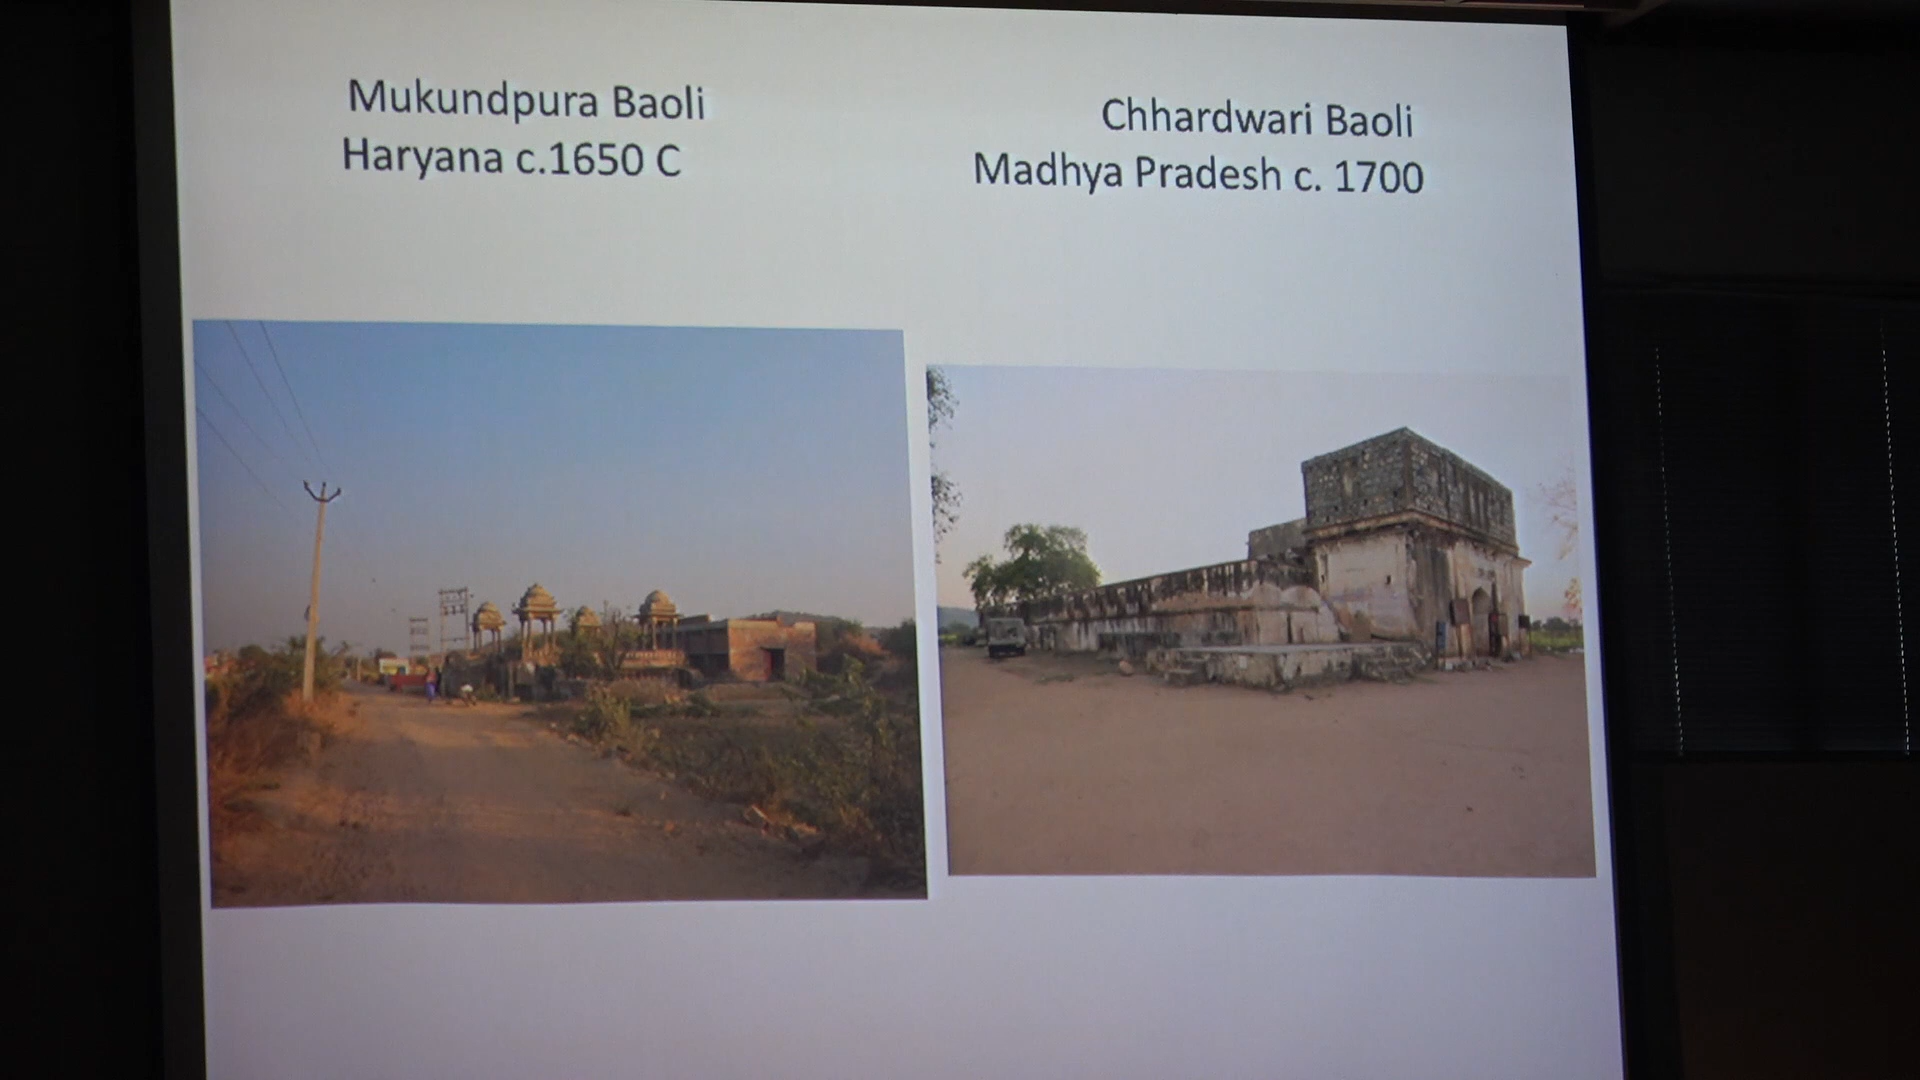 Mukundpura Baoli
Haryana c.1650 C
Chhardwari Baoli
Madhya Pradesh c. 1700